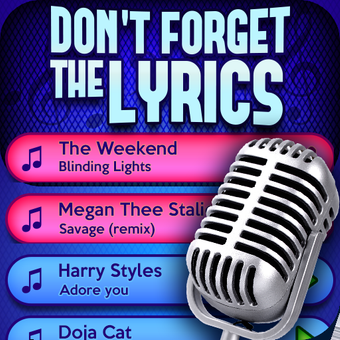 DON'T FORGET
THE LYRICS
The Weekend
Blinding Lights
Megan Thee Stali
Savage (remix)
Harry Styles
Adore you
Doja Cat